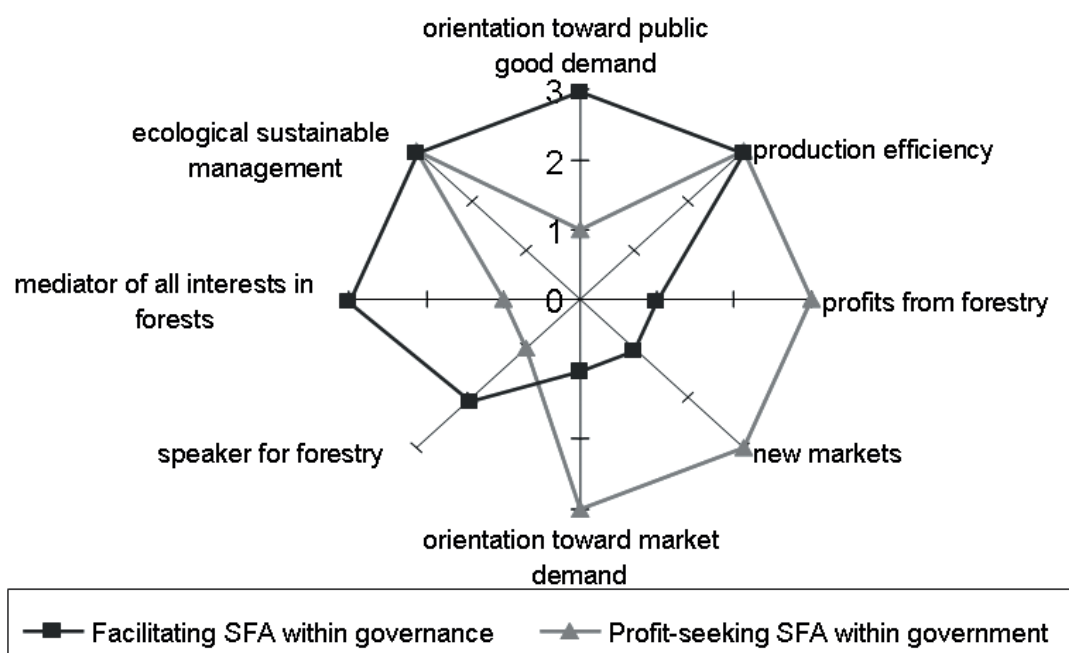 orientation toward public
good demand
3
ecological sustainable
management
2
production efficiency
1
mediator of all interests in
forests
0
profits from forestry
speaker for forestry
new markets
orientation toward market
demand
Facilitating SFA within governance
Profit-seeking SFA within government